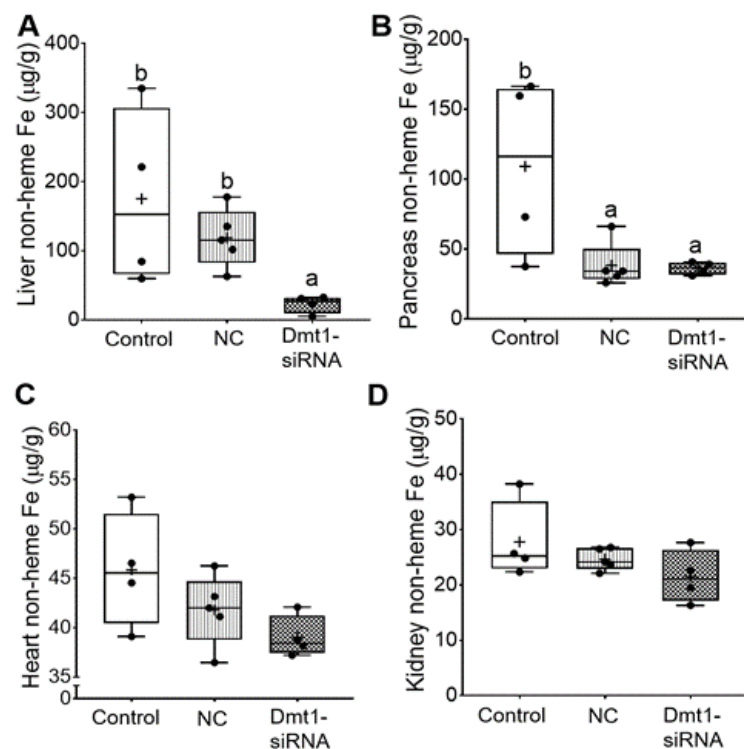 A
Liver non-heme Fe (µg/g)
400
300
200
100
0
b
b
a
Control
NC
Dmt1-
siRNA
B
Pancreas non-heme Fe (µg/g)
200
150
100
50
0
b
a
a
Control
NC
Dmt1-
siRNA
C
Heart non-heme Fe (µg/g)
60
55
50
45
40
35
0
Control
NC
Dmt1-
siRNA
D
Kidney non-heme Fe (µg/g)
50
40
30
20
10
0
Control
NC
Dmt1-
siRNA